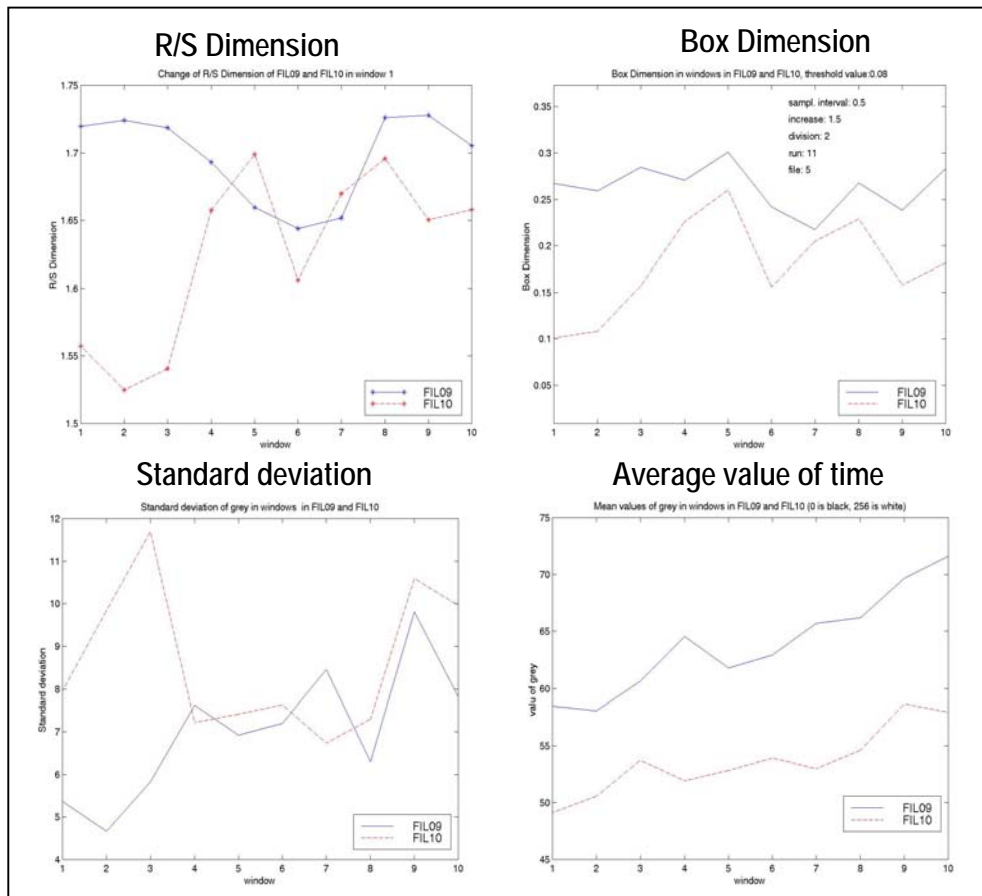 R/S Dimension
Change of R/S Dimension of FIL09 and FIL10 in window 1
1.75
1.7
1.65
1.6
1.55
1.5
R/S Dimension
1 2 3 4 5 6 7 8 9 10
window
FIL09
FIL10
Box Dimension
Box Dimension in windows in FIL09 and FIL10, threshold value:0.08
sampl. interval: 0.5
increase: 1.5
division: 2
run: 11
file: 5
0.35
0.3
0.25
0.2
0.15
0.1
0.05
Box Dimension
1 2 3 4 5 6 7 8 9 10
window
FIL09
FIL10
Standard deviation
Standard deviation of grey in windows in FIL09 and FIL10
12
11
10
9
8
7
6
5
4
Standard deviation
1 2 3 4 5 6 7 8 9 10
window
FIL09
FIL10
Average value of time
Mean values of grey in windows in FIL09 and FIL10 (0 is black, 256 is white)
75
70
65
60
55
50
45
valu of grey
1 2 3 4 5 6 7 8 9 10
window
FIL09
FIL10